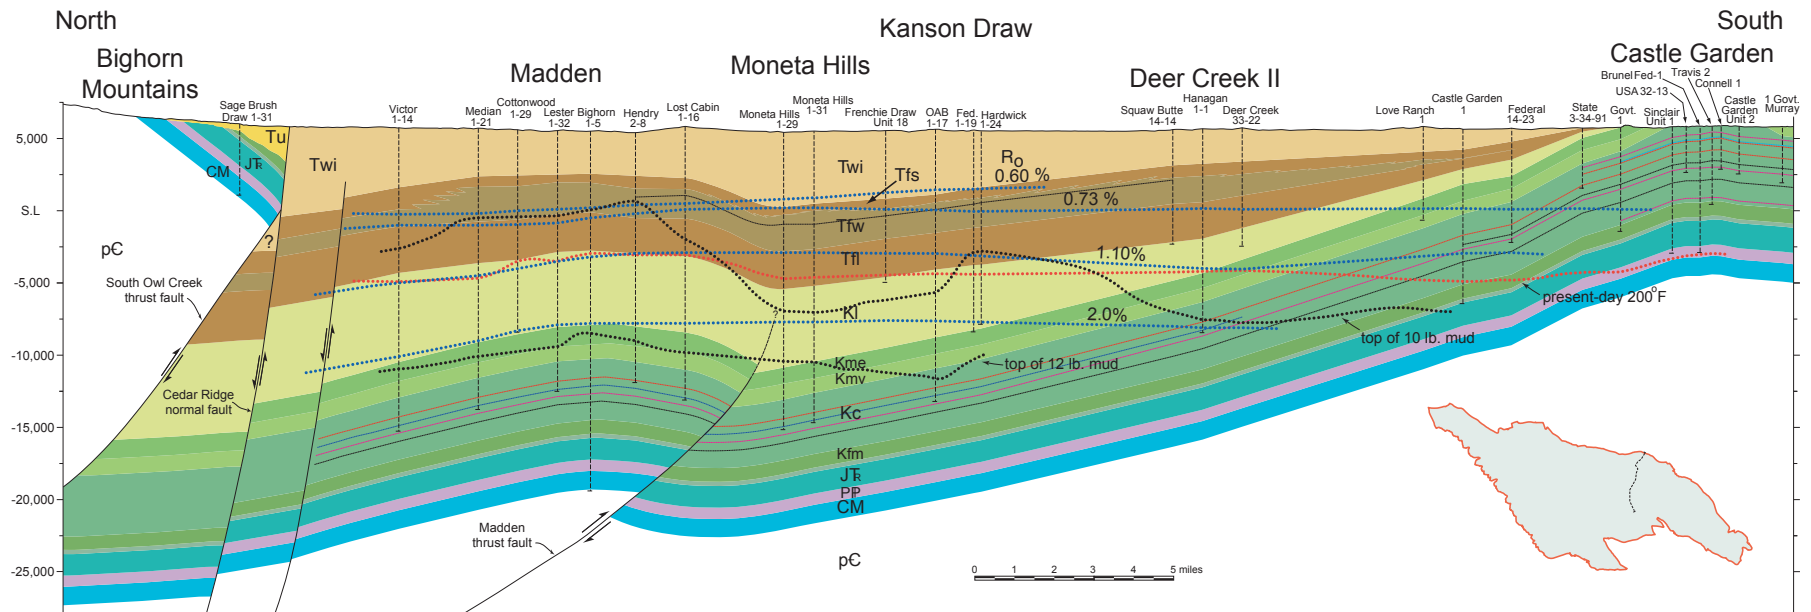 North
South
Kanson Draw
Bighorn
Mountains
Castle Garden
Moneta Hills
Madden
Deer Creek II
Brunel Fed-1
Travis 2
Connell 1
USA 32-13
Sage Brush
Draw 1-31
Victor
1-14
Median
1-21
Cottonwood
1-29
Lester
1-32
Bighorn
1-5
Hendry
2-8
Lost Cabin
1-16
Moneta Hills
1-29
Moneta Hills
1-31
Frenchie Draw
Unit 18
OAB
1-17
Fed.
1-19
Hardwick
1-24
Squaw Butte
14-14
Hanagan
1-1
Deer Creek
33-22
Love Ranch
1
Castle Garden
1
Federal
14-23
State
3-34-91
Govt.
1
Sinclair
Unit 1
Castle
Garden
Unit 2
1 Govt.
Murray
5,000
S.L
-5,000
-10,000
-15,000
-20,000
-25,000
Tu
JTR
CM
Twi
Twi
Tfs
Ro
0.60 %
0.73 %
Tfw
Tfl
1.10%
pЄ
?
South Owl Creek
thrust fault
present-day 200°F
Kl
?
2.0%
top of 10 lb. mud
Kme
Kmv
top of 12 lb. mud
Cedar Ridge
normal fault
Kc
Kfm
JTR
PIP
CM
Madden
thrust fault
pЄ
0 1 2 3 4 5 miles